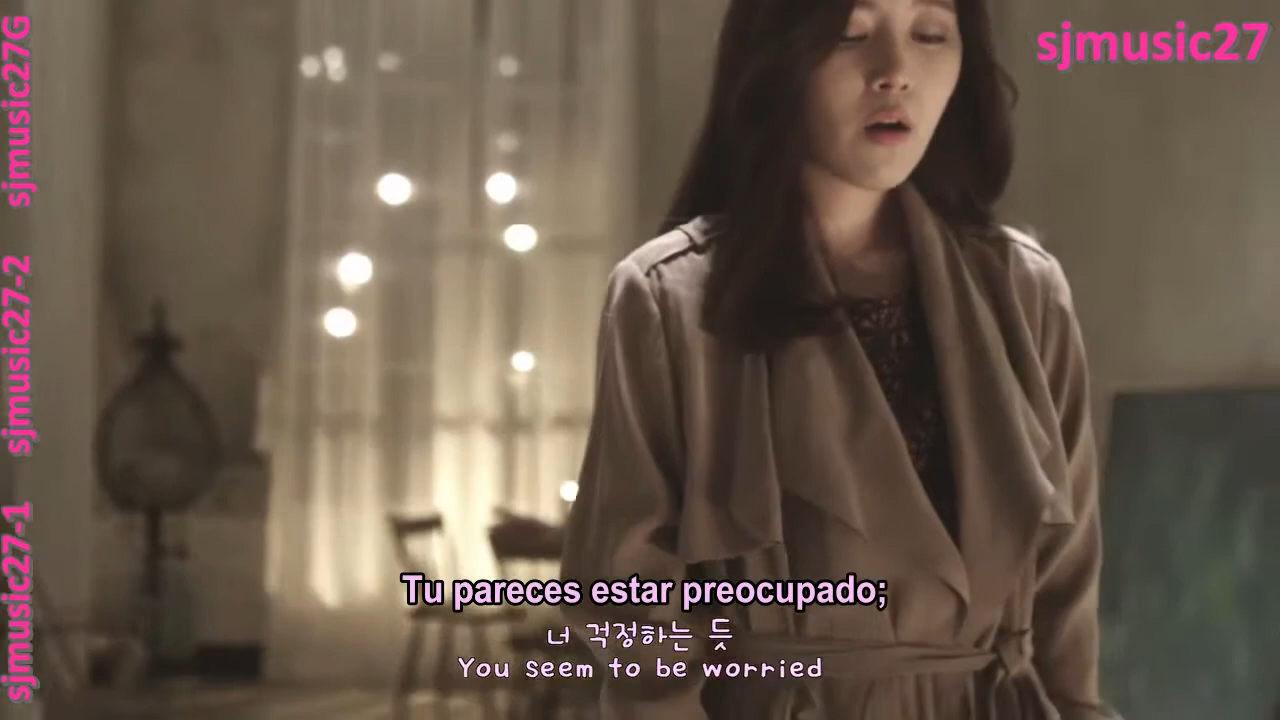 sjmusic27
sjmusic27G
sjmusic27-2
sjmusic27-1
Tu pareces estar preocupado;
너 걱정하는 듯
You seem to be worried